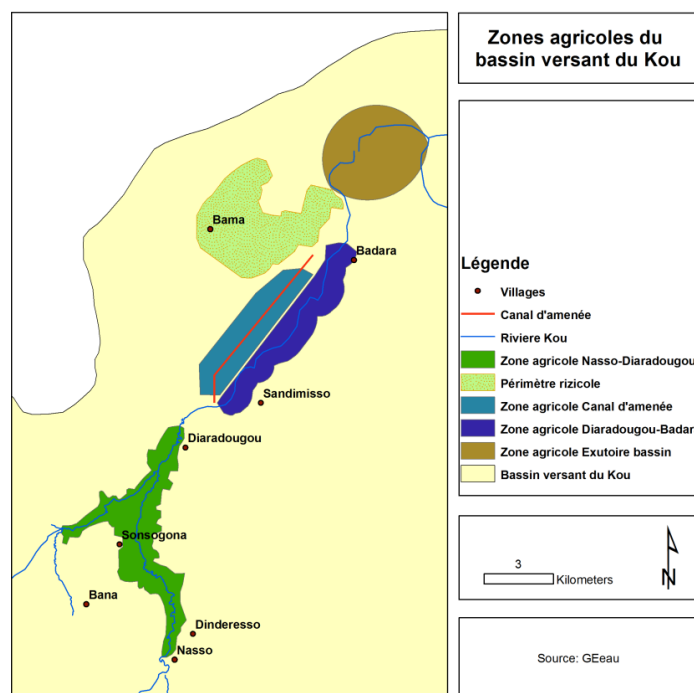 Zones agricoles du
bassin versant du Kou
Bama
Badara
Sandimisso
Diaradougou
Sonsogona
Bana
Dinderesso
Nasso
Légende
Villages
Canal d'amenée
Riviere Kou
Zone agricole Nasso-Diaradougou
Périmètre rizicole
Zone agricole Canal d'amenée
Zone agricole Diaradougou-Badar
Zone agricole Exutoire bassin
Bassin versant du Kou
3
Kilometers
N
Source: GEeau